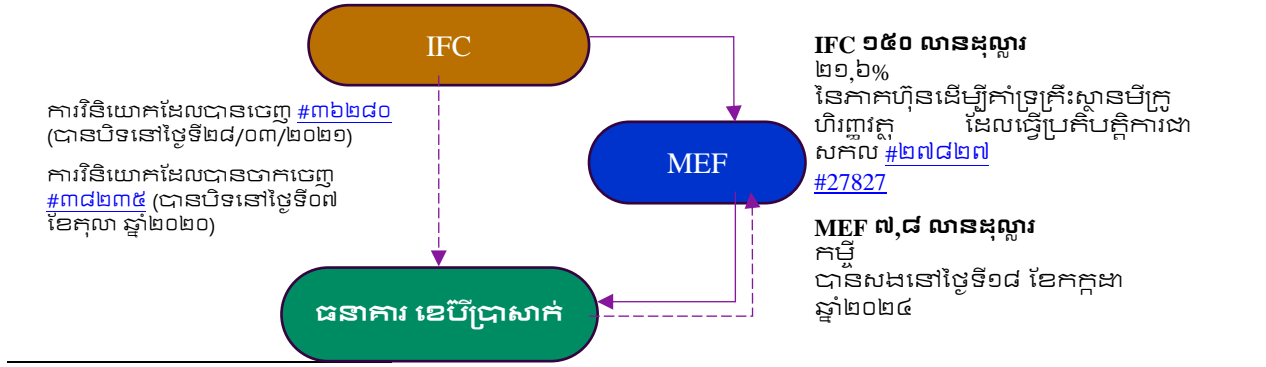 IFC
ការវិនិយោគដែលបានចេញ #៣៦២៨០
(បានបិទនៅថ្ងៃទី២៨/០៣/២០២១)
ការវិនិយោគដែលបានបាកចេញ
#៣៨២៣៥ (បានបិទនៅថ្ងៃទី០៧
ខែតុលា ឆ្នាំ២០២០)
MEF
ធនាគារ ខេប៊ីប្រាសាក់
IFC ១៥០ លានដុល្លារ
២១,៦%
នៃភាគហ៊ុនដើម្បីគាំទ្រគ្រឹះស្ថានមីក្រូ
ហិរញ្ញវត្ថុ ដែលធ្វើប្រតិបត្តិការជា
សកល #២៧៨២៧
#27827
MEF ៧,៨ លានដុល្លារ
កម្ចី
បានសងនៅថ្ងៃទី១៨ ខែកក្កដា
ឆ្នាំ២០២៤